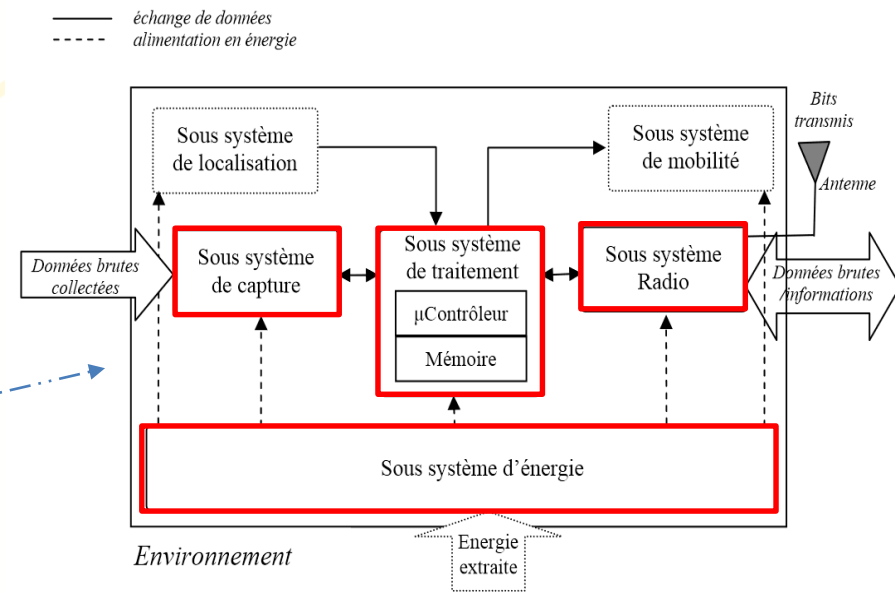 échange de données
alimentation en énergie
Sous système
de localisation
Sous système
de mobilité
Bits
transmis
Antenne
Données brutes
collectées
Sous système
de capture
Sous système
de traitement
µContrôleur
Mémoire
Sous système
Radio
Données brutes
/informations
Sous système d’énergie
Environnement
Energie
extraite